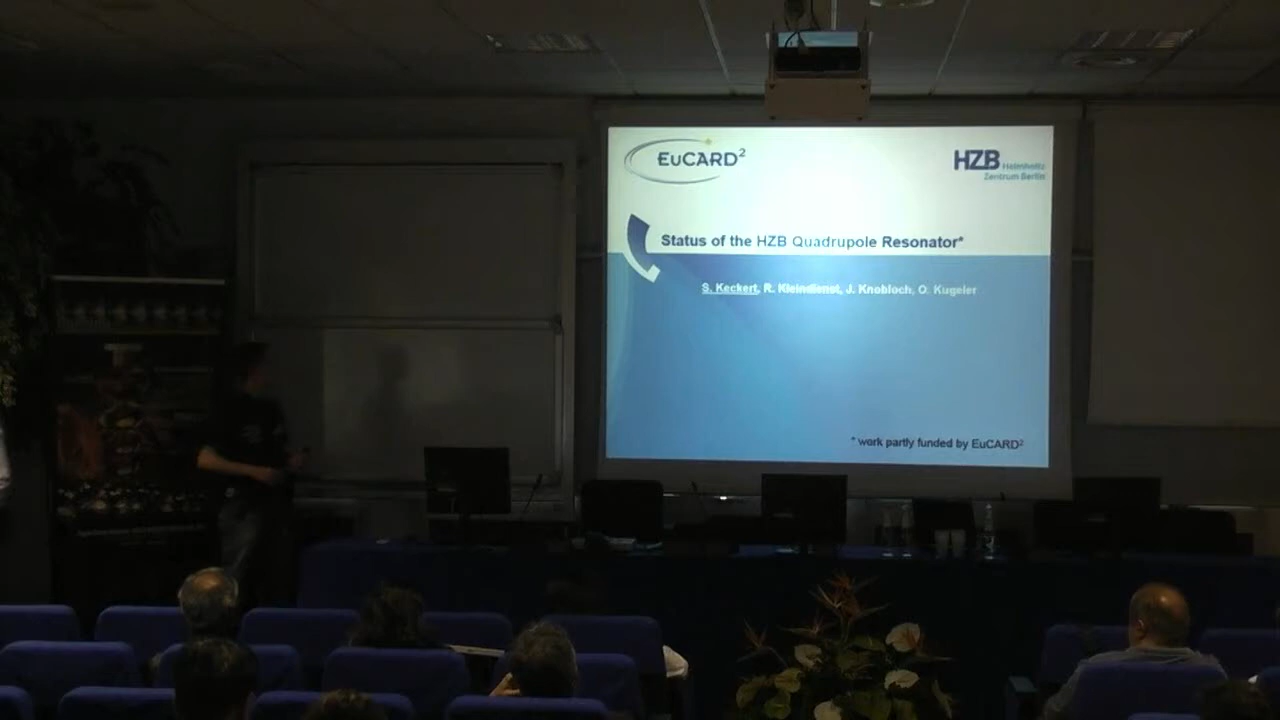 EuCARD²
HZB Helmholtz
Zentrum Berlin
Status of the HZB Quadrupole Resonator*
S. Keckert, R. Kleindienst, J. Knobloch, O. Kugeler
* work partly funded by EuCARD²